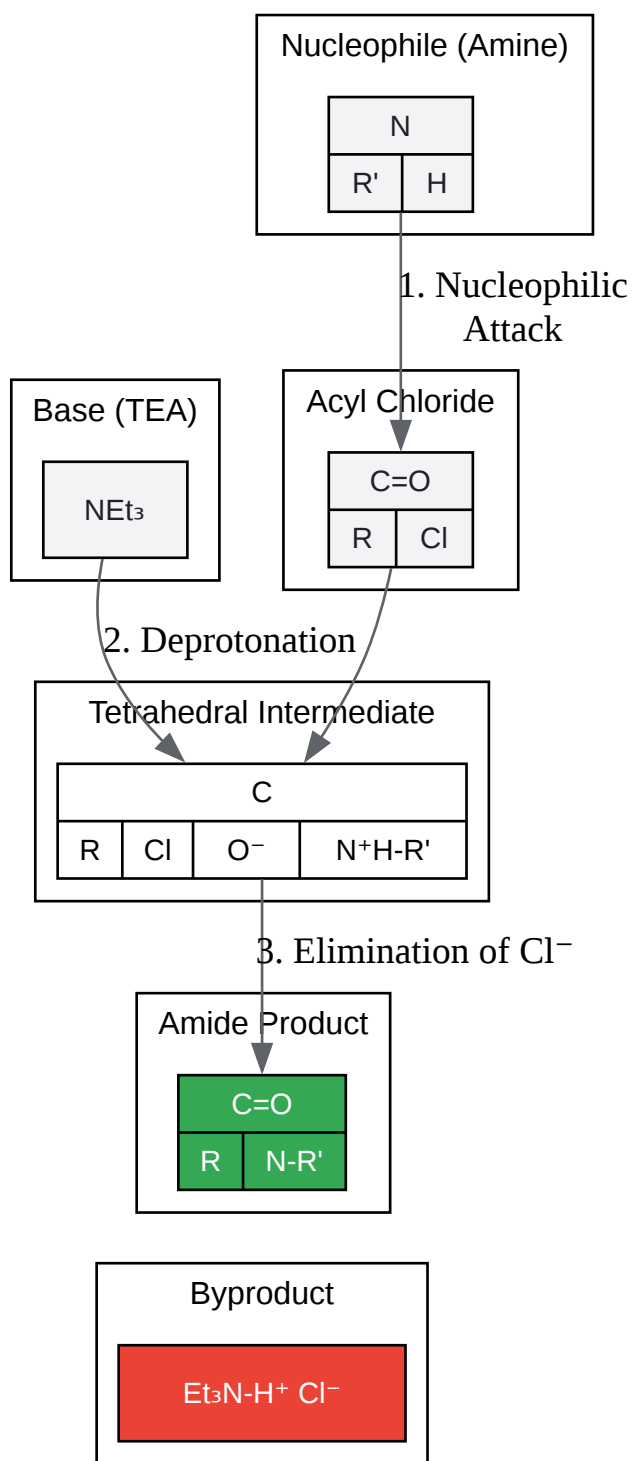 Nucleophile (Amine)
N
R' H
1. Nucleophilic
Attack
Base (TEA)
NEt₃
Acyl Chloride
C=O
R Cl
2. Deprotonation
Tetrahedral Intermediate
C
R Cl O⁻ N⁺H-R'
3. Elimination of Cl⁻
Amide Product
C=O
R N-R'
Byproduct
Et₃N-H⁺ Cl⁻